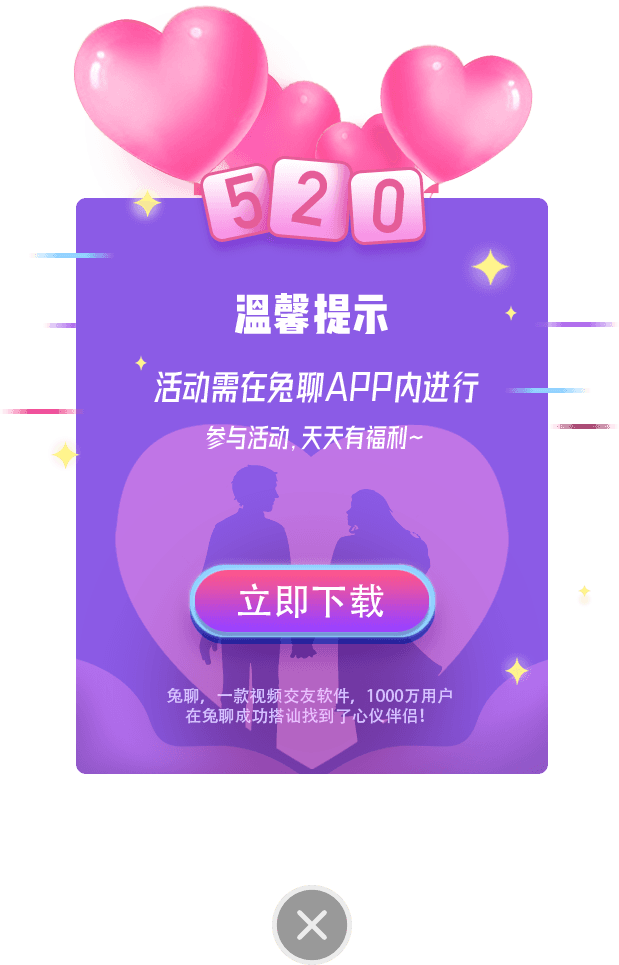 520
溫馨提示
活动需在兔聊APP内进行
参与活动,天天有福利~
立即下载
兔聊，一款视频交友软件，1000万用户
在兔聊成功搭讪找到了心仪伴侣！